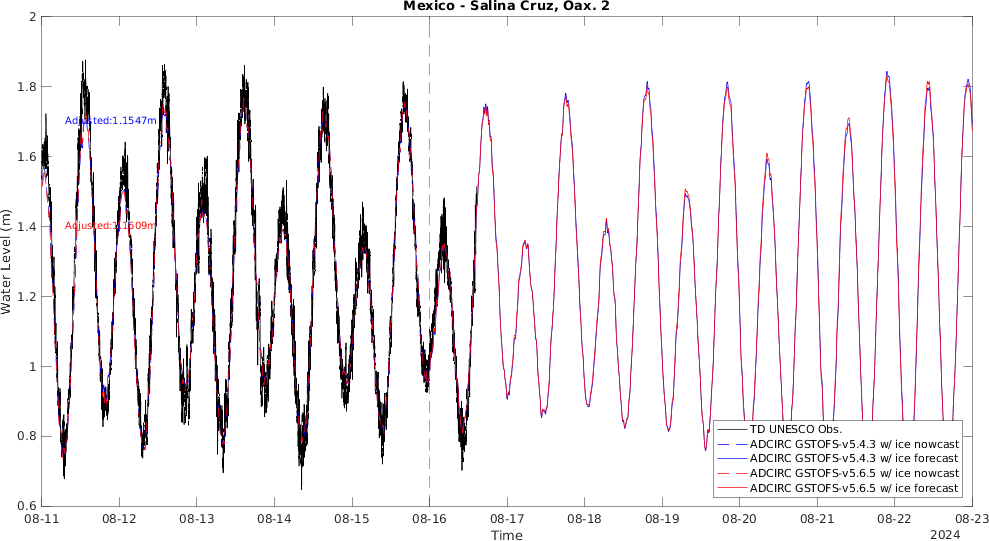 Mexico - Salina Cruz, Oax. 2
Water Level (m)
2
1.8
1.6
1.4
1.2
1
0.8
0.6
Adjusted:1.1547m
Adjusted:1.1509m
TD UNESCO Obs.
ADCIRC GSTOFS-v5.4.3 w/ ice nowcast
ADCIRC GSTOFS-v5.4.3 w/ ice forecast
ADCIRC GSTOFS-v5.6.5 w/ ice nowcast
ADCIRC GSTOFS-v5.6.5 w/ ice forecast
08-11 08-12 08-13 08-14 08-15 08-16 08-17 08-18 08-19 08-20 08-21 08-22 08-23
Time
2024